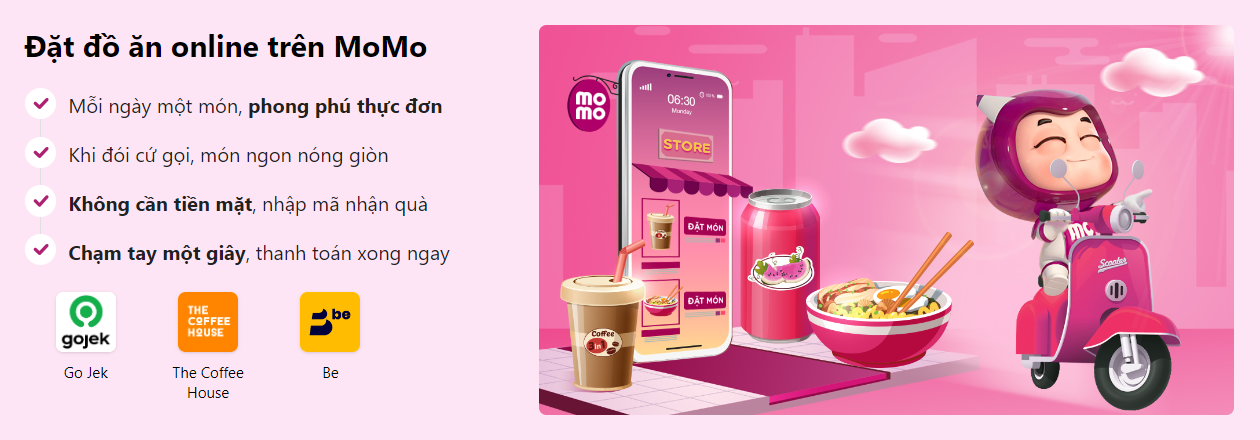 Đặt đồ ăn online trên MoMo
Mỗi ngày một món, phong phú thực đơn
Khi đói cứ gọi, món ngon nóng giòn
Không cần tiền mặt, nhập mã nhận quà
Chạm tay một giây, thanh toán xong ngay
gojek
THE
COFFEE
HOUSE
be
Go Jek
The Coffee
House
Be
mo
mo
06:30
Monday
STORE
ĐẶT MÓN
ĐẶT MÓN
Coffee
3in1
Scooter